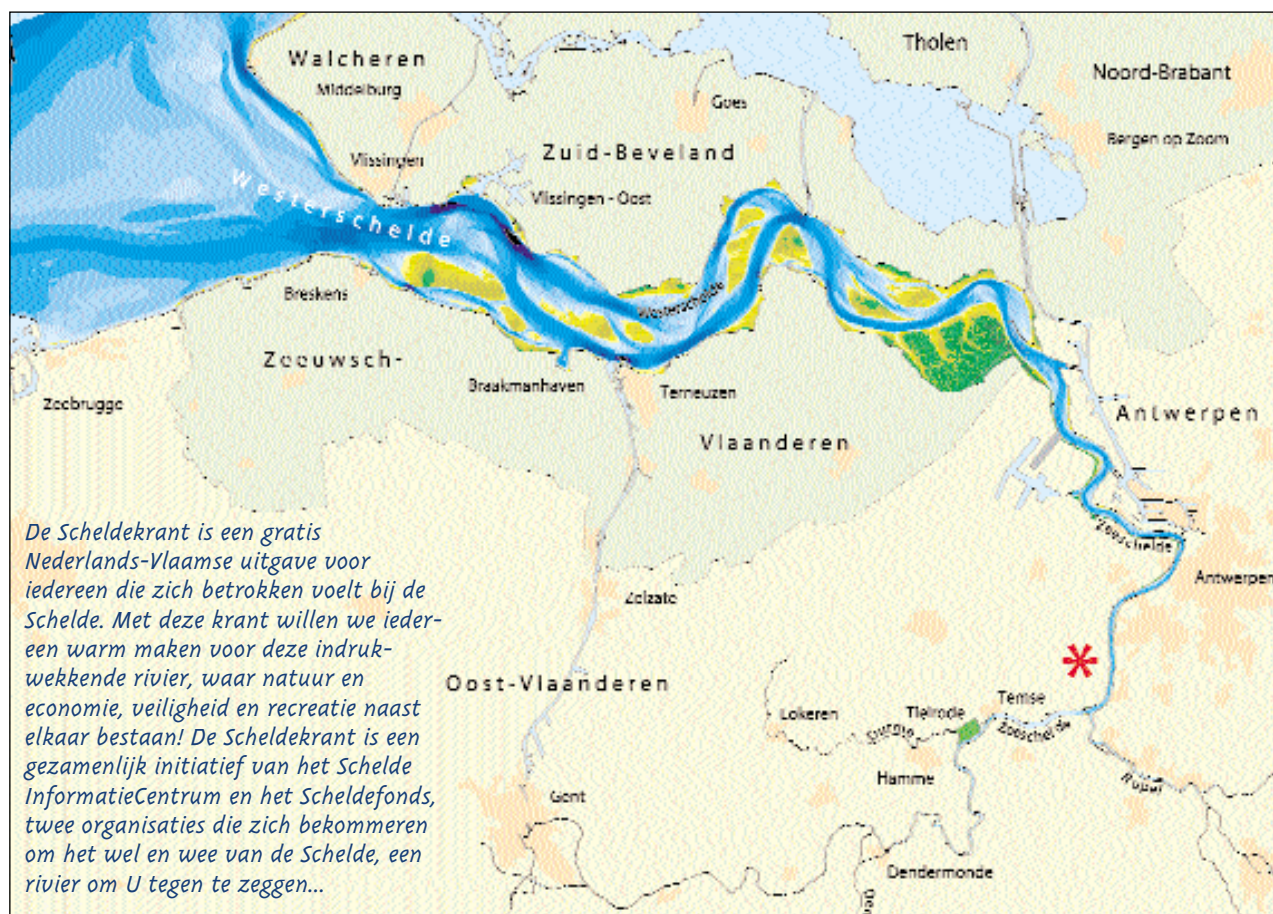 Walcheren
Middelburg
Tholen
Noord-Brabant
Goes
Bergen op Zoom
Vlissingen
Zuid-Beveland
Westerschelde
Vlissingen - Oost
Breskens
Westerschelde
Zeeuwsch-
Braakmanhaven
Terneuzen
Zeebrugge
Antwerpen
Vlaanderen
Zeeschelde
Antwerpen
Zelzate
Oost-Vlaanderen
Temse
Lokeren
Tielrode
Durme
Zeeschelde
Hamme
Rupel
Gent
Dendermonde
De Scheldekrant is een gratis
Nederlands-Vlaamse uitgave voor
iedereen die zich betrokken voelt bij de
Schelde. Met deze krant willen we ieder-
een warm maken voor deze indruk-
wekkende rivier, waar natuur en
economie, veiligheid en recreatie naast
elkaar bestaan! De Scheldekrant is een
gezamenlijk initiatief van het Schelde
InformatieCentrum en het Scheldefonds,
twee organisaties die zich bekommeren
om het wel en wee van de Schelde, een
rivier om U tegen te zeggen...